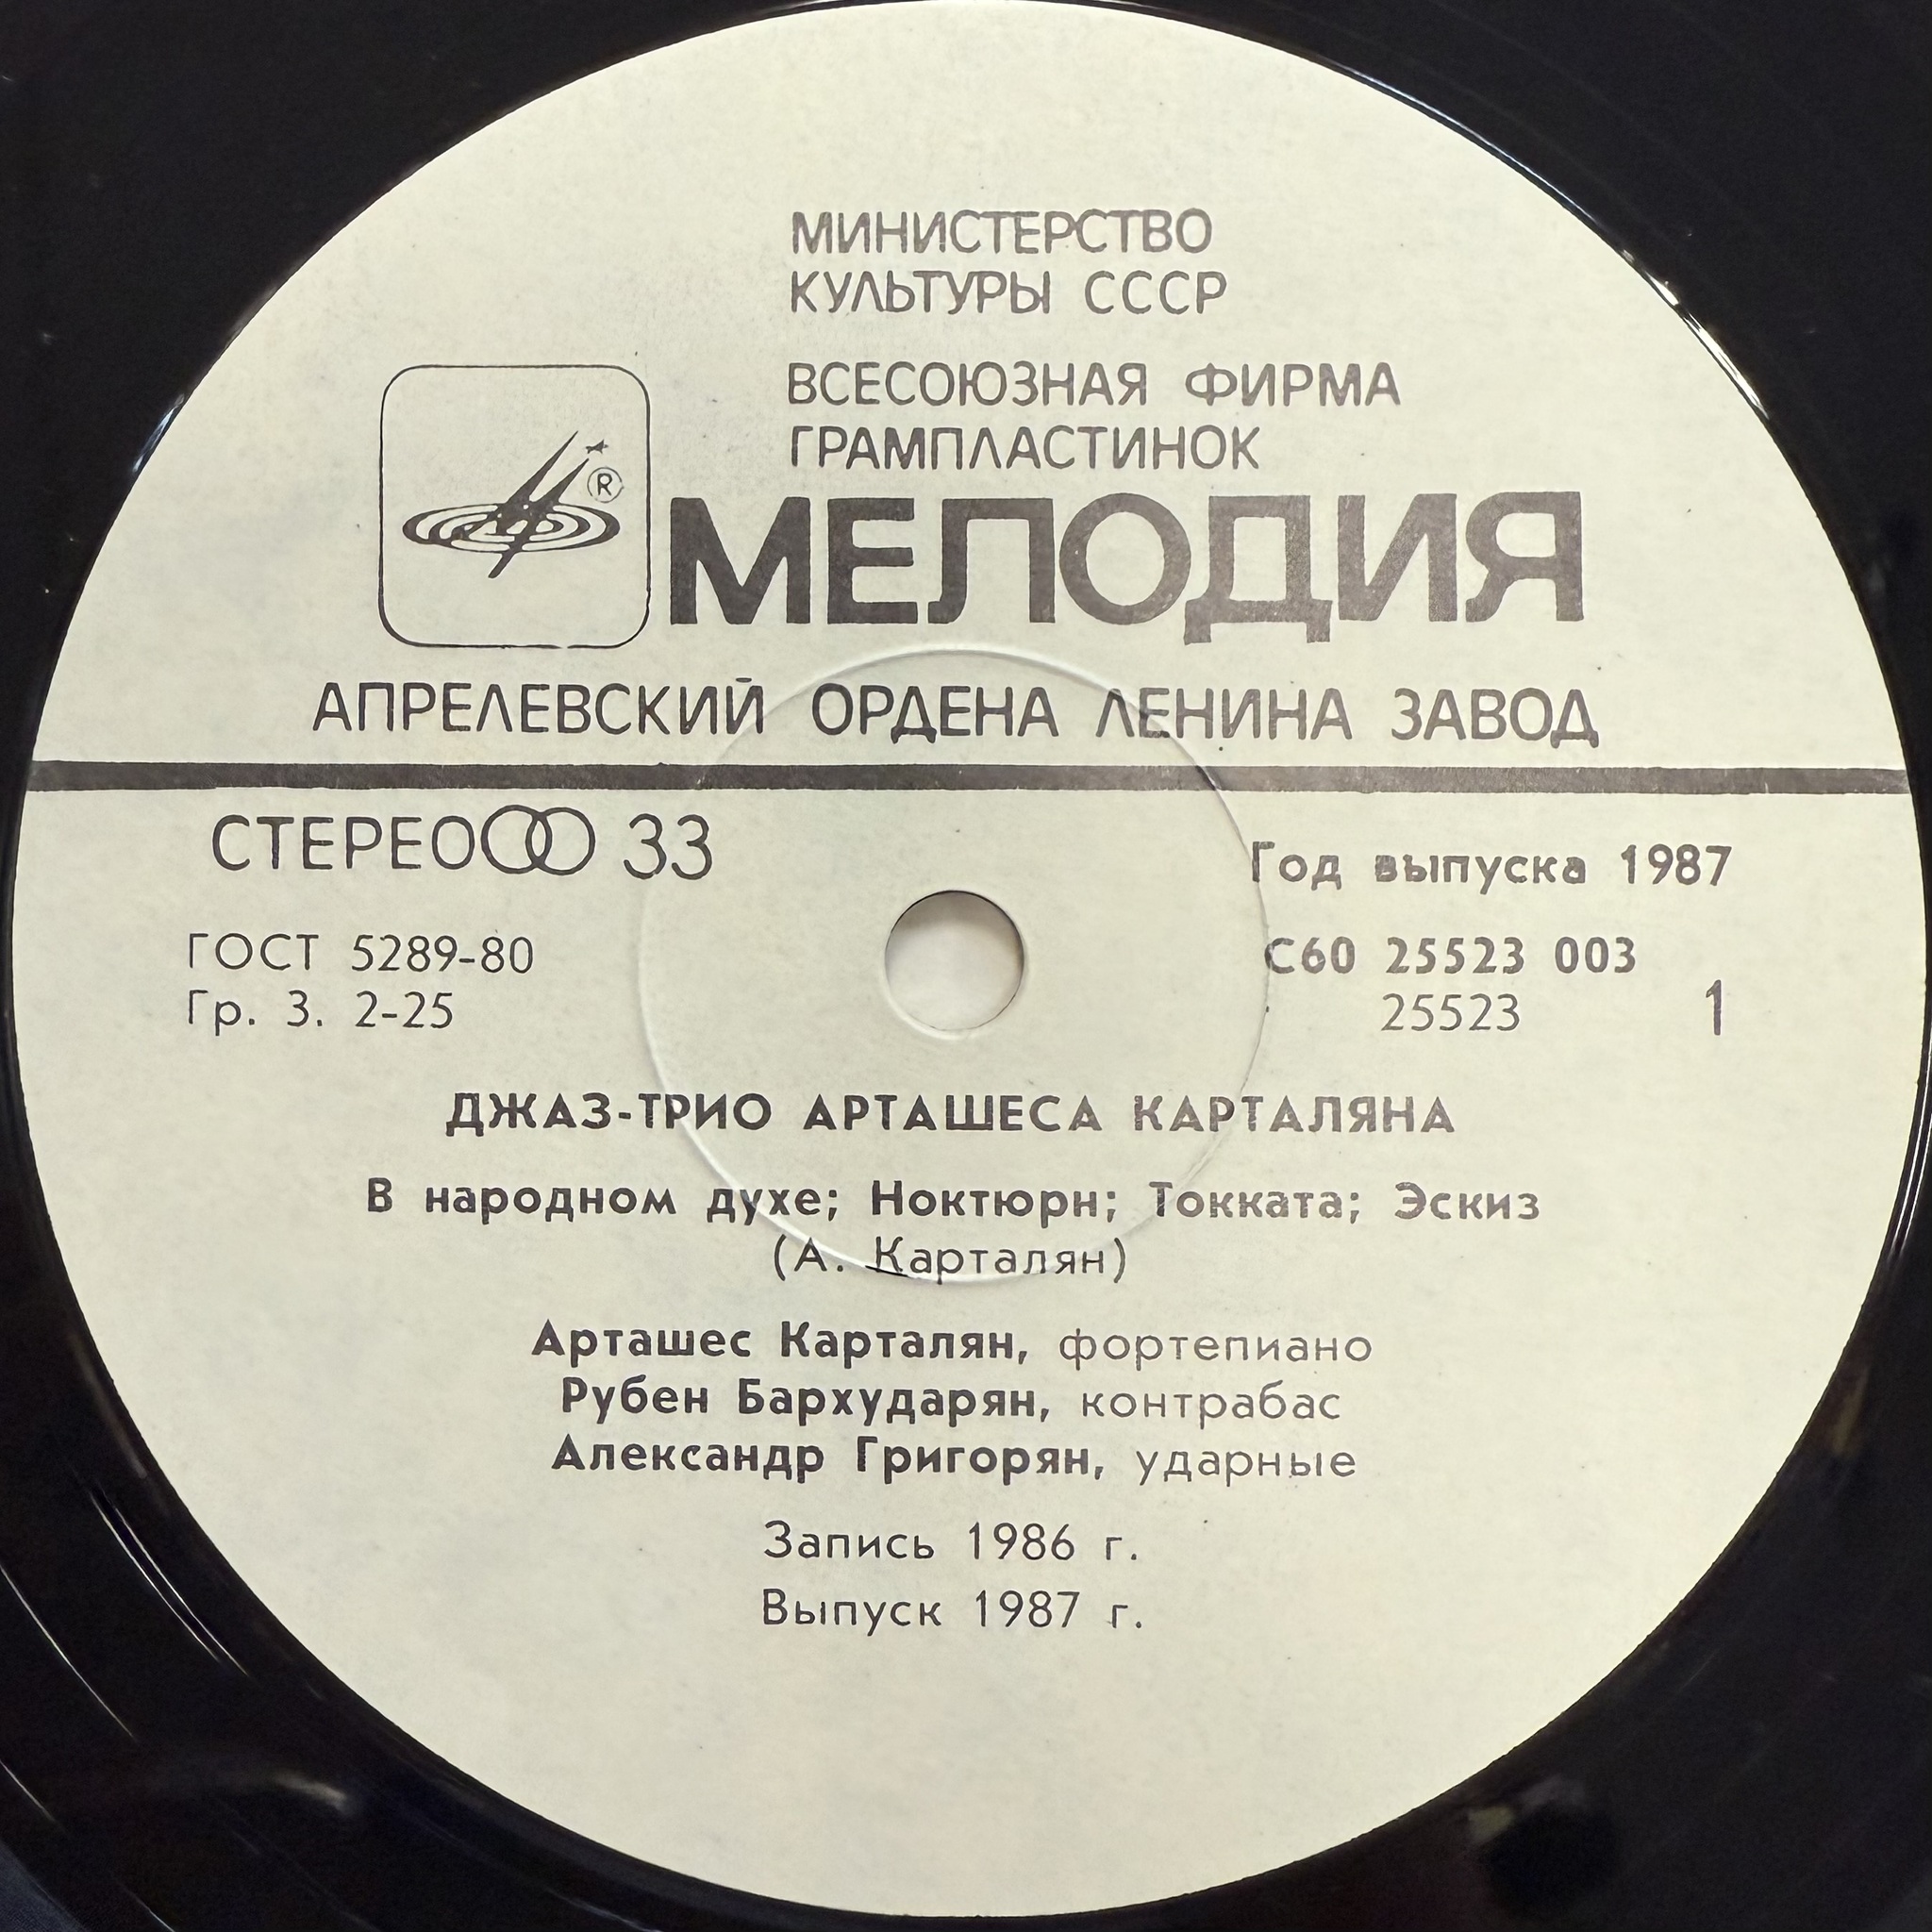 МИНИСТЕРСТВО
КУЛЬТУРЫ СССР
ВСЕСОЮЗНАЯ ФИРМА
ГРАМПЛАСТИНОК
®
МЕЛОДИЯ
АПРЕЛЕВСКИЙ ОРДЕНА ЛЕНИНА ЗАВОД
СТЕРЕО 33
Год выпуска 1987
ГОСТ 5289-80
С60 25523 003
Гр. 3. 2-25
25523
1
ДЖАЗ-ТРИО АРТАШЕСА КАРТАЛЯНА
В народном духе; Ноктюрн; Токката; Эскиз
(А. Карталян)
Арташес Карталян, фортепиано
Рубен Бархударян, контрабас
Александр Григорян, ударные
Запись 1986 г.
Выпуск 1987 г.